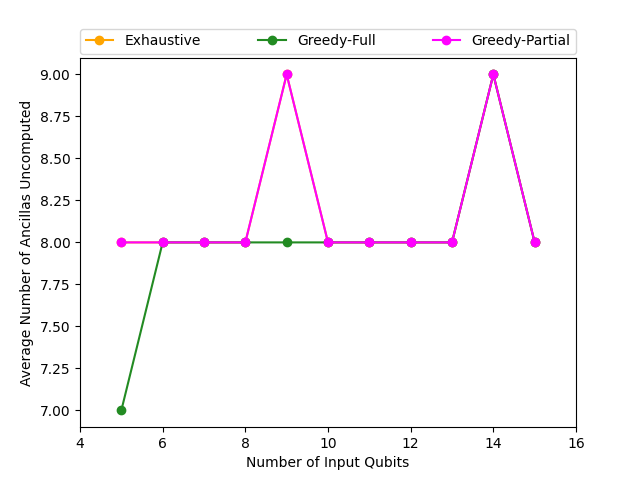 Exhaustive Greedy-Full Greedy-Partial
Average Number of Ancillas Uncomputed
9.00
8.75
8.50
8.25
8.00
7.75
7.50
7.25
7.00
4 6 8 10 12 14 16
Number of Input Qubits